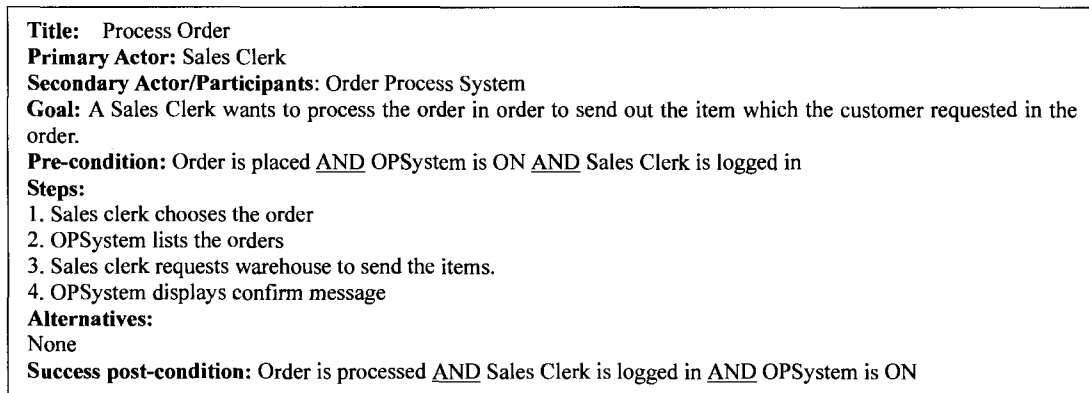 Title: Process Order
Primary Actor: Sales Clerk
Secondary Actor/Participants: Order Process System
Goal: A Sales Clerk wants to process the order in order to send out the item which the customer requested in the
order.
Pre-condition: Order is placed AND OPSystem is ON AND Sales Clerk is logged in
Steps:
1. Sales clerk chooses the order
2. OPSystem lists the orders
3. Sales clerk requests warehouse to send the items.
4. OPSystem displays confirm message
Alternatives:
None
Success post-condition: Order is processed AND Sales Clerk is logged in AND OPSystem is ON